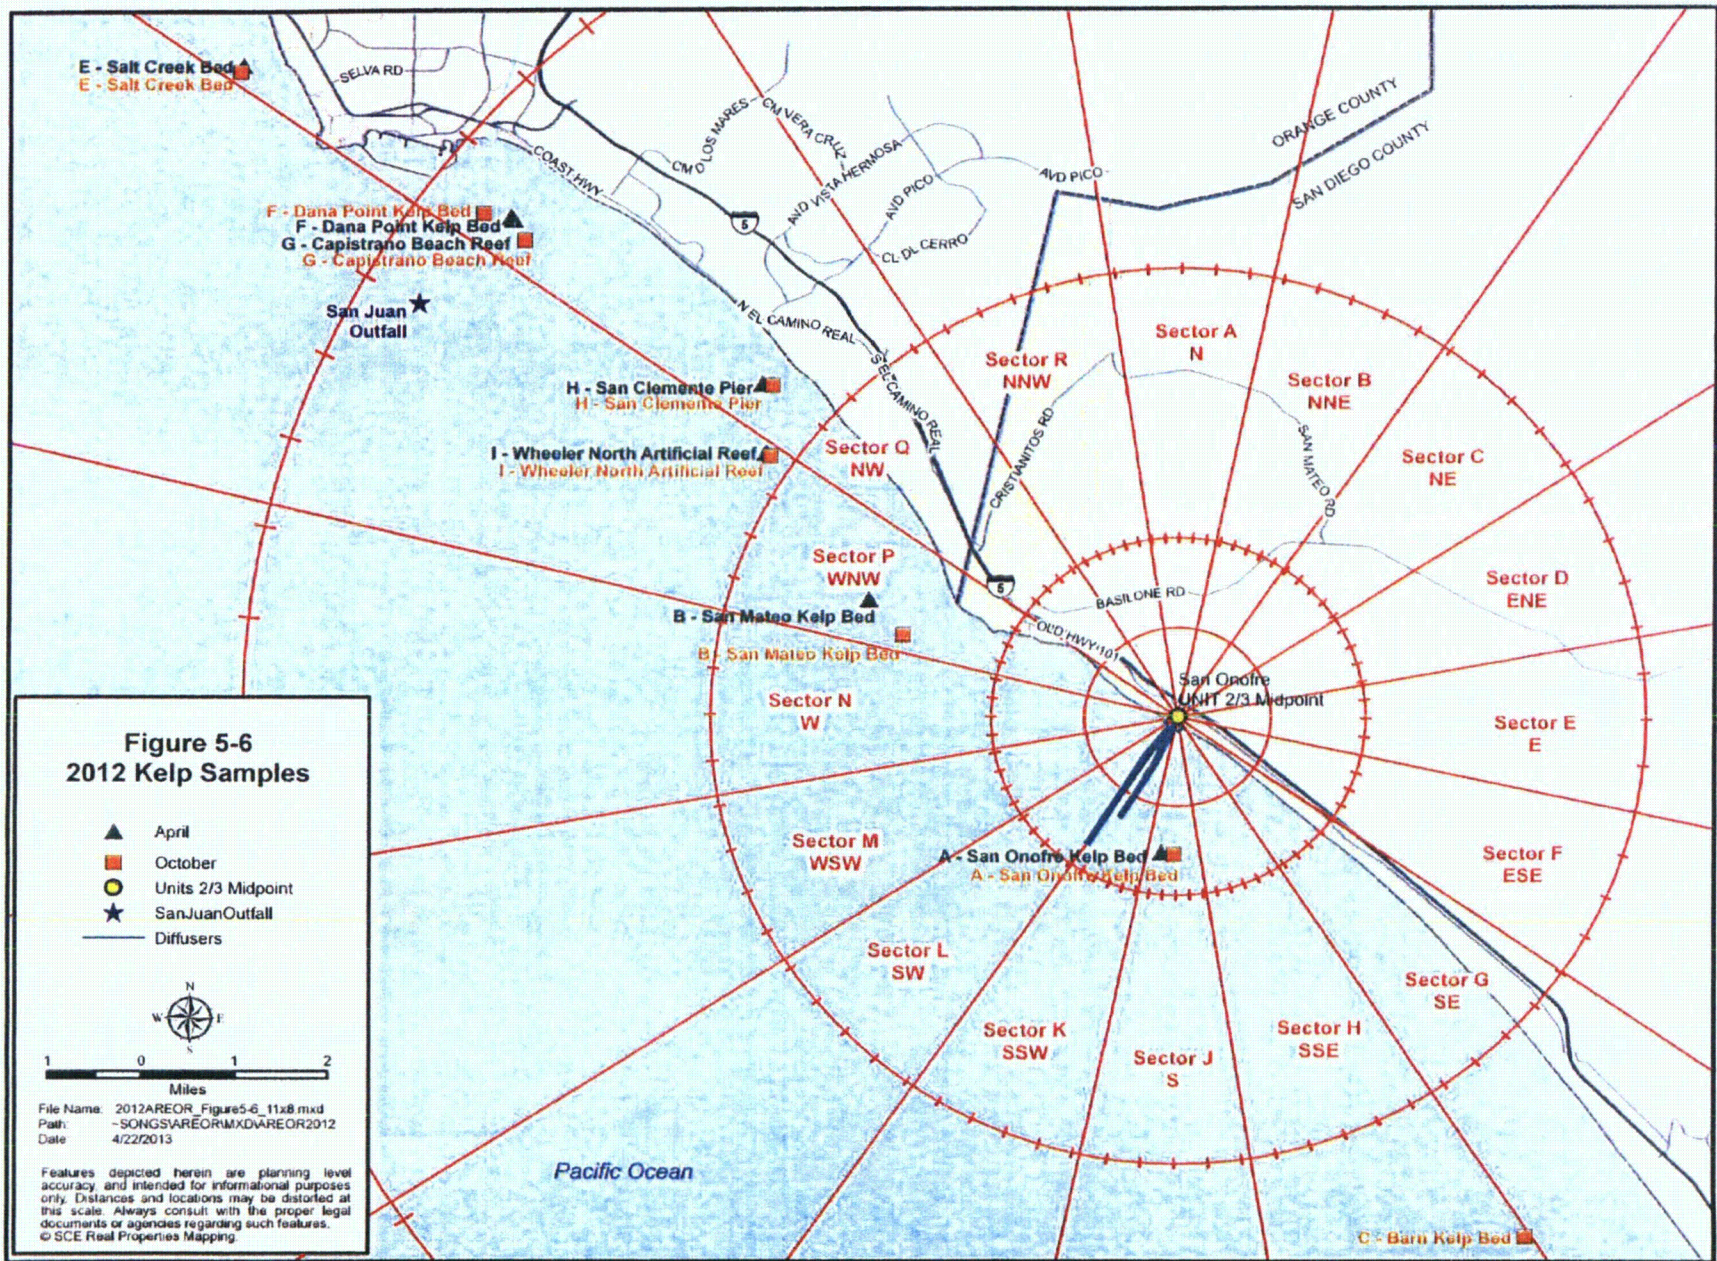 E - Salt Creek Bed
E - Salt Creek Bed
SELVA RD
COAST HWY
CM D LOS MARES
CM VERA CRUZ
AVD VISTA HERMOSA
AVD PICO
AVD PICO
CL DL CERRO
ORANGE COUNTY
SAN DIEGO COUNTY
5
F - Dana Point Kelp Bed
F - Dana Point Kelp Bed
G - Capistrano Beach Reef
G - Capistrano Beach Reef
San Juan
Outfall
N EL CAMINO REAL
S EL CAMINO REAL
H - San Clemente Pier
H - San Clemente Pier
I - Wheeler North Artificial Reef
I - Wheeler North Artificial Reef
Sector A
N
Sector R
NNW
Sector B
NNE
Sector Q
NW
Sector C
NE
CRISTIANITOS RD
SAN MATEO RD
Sector P
WNW
5
BASILONE RD
Sector D
ENE
B - San Mateo Kelp Bed
B - San Mateo Kelp Bed
OLD HWY 101
San Onofre
UNIT 2/3 Midpoint
Sector N
W
Sector E
E
Sector M
WSW
Sector F
ESE
A - San Onofre Kelp Bed
A - San Onofre Kelp Bed
Sector L
SW
Sector G
SE
Sector K
SSW
Sector H
SSE
Sector J
S
Pacific Ocean
C - Barn Kelp Bed
Figure 5-6
2012 Kelp Samples
April
October
Units 2/3 Midpoint
SanJuanOutfall
Diffusers
N
W E
S
1 0 1 2
Miles
File Name: 2012AREOR_Figure5-6_11x8.mxd
Path: ~SONGS\AREOR\MXD\AREOR2012
Date 4/22/2013
Features depicted herein are planning level
accuracy, and intended for informational purposes
only. Distances and locations may be distorted at
this scale. Always consult with the proper legal
documents or agencies regarding such features.
© SCE Real Properties Mapping.